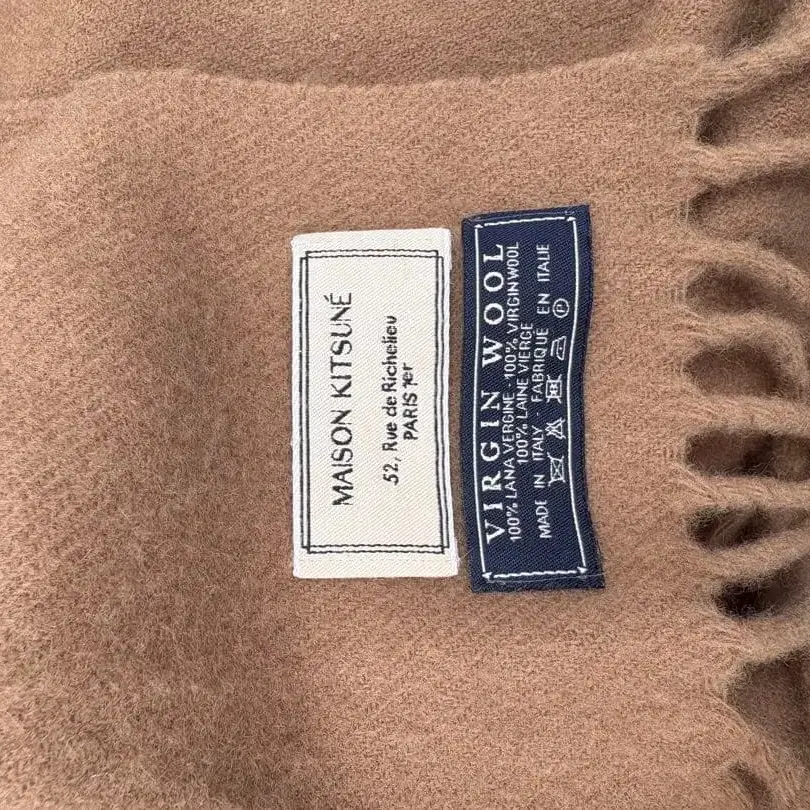 MAISON KITSUNÉ
52, Rue de Richelieu
PARIS 1er
VIRGIN WOOL
100% LANA VERGINE - 100% VIRGIN WOOL
100% LAINE VIERGE
MADE IN ITALY - FABRIQUÉ EN ITALIE
P